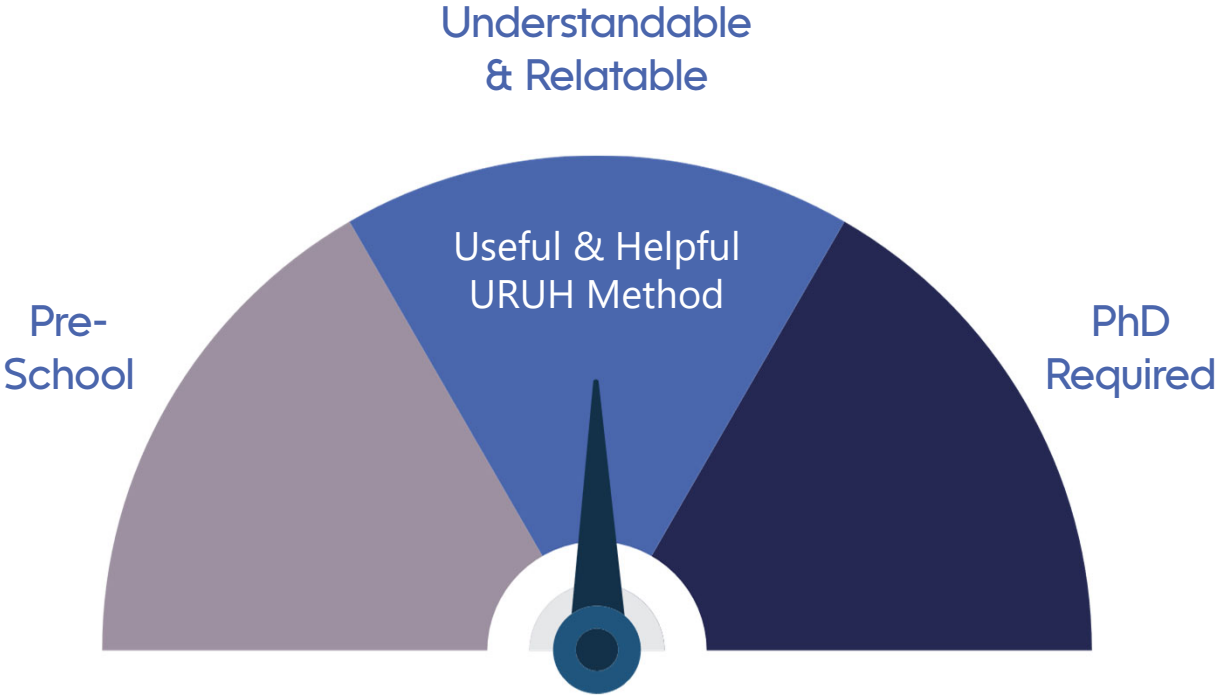 Understandable
& Relatable
Useful & Helpful
URUH Method
Pre-
School
PhD
Required